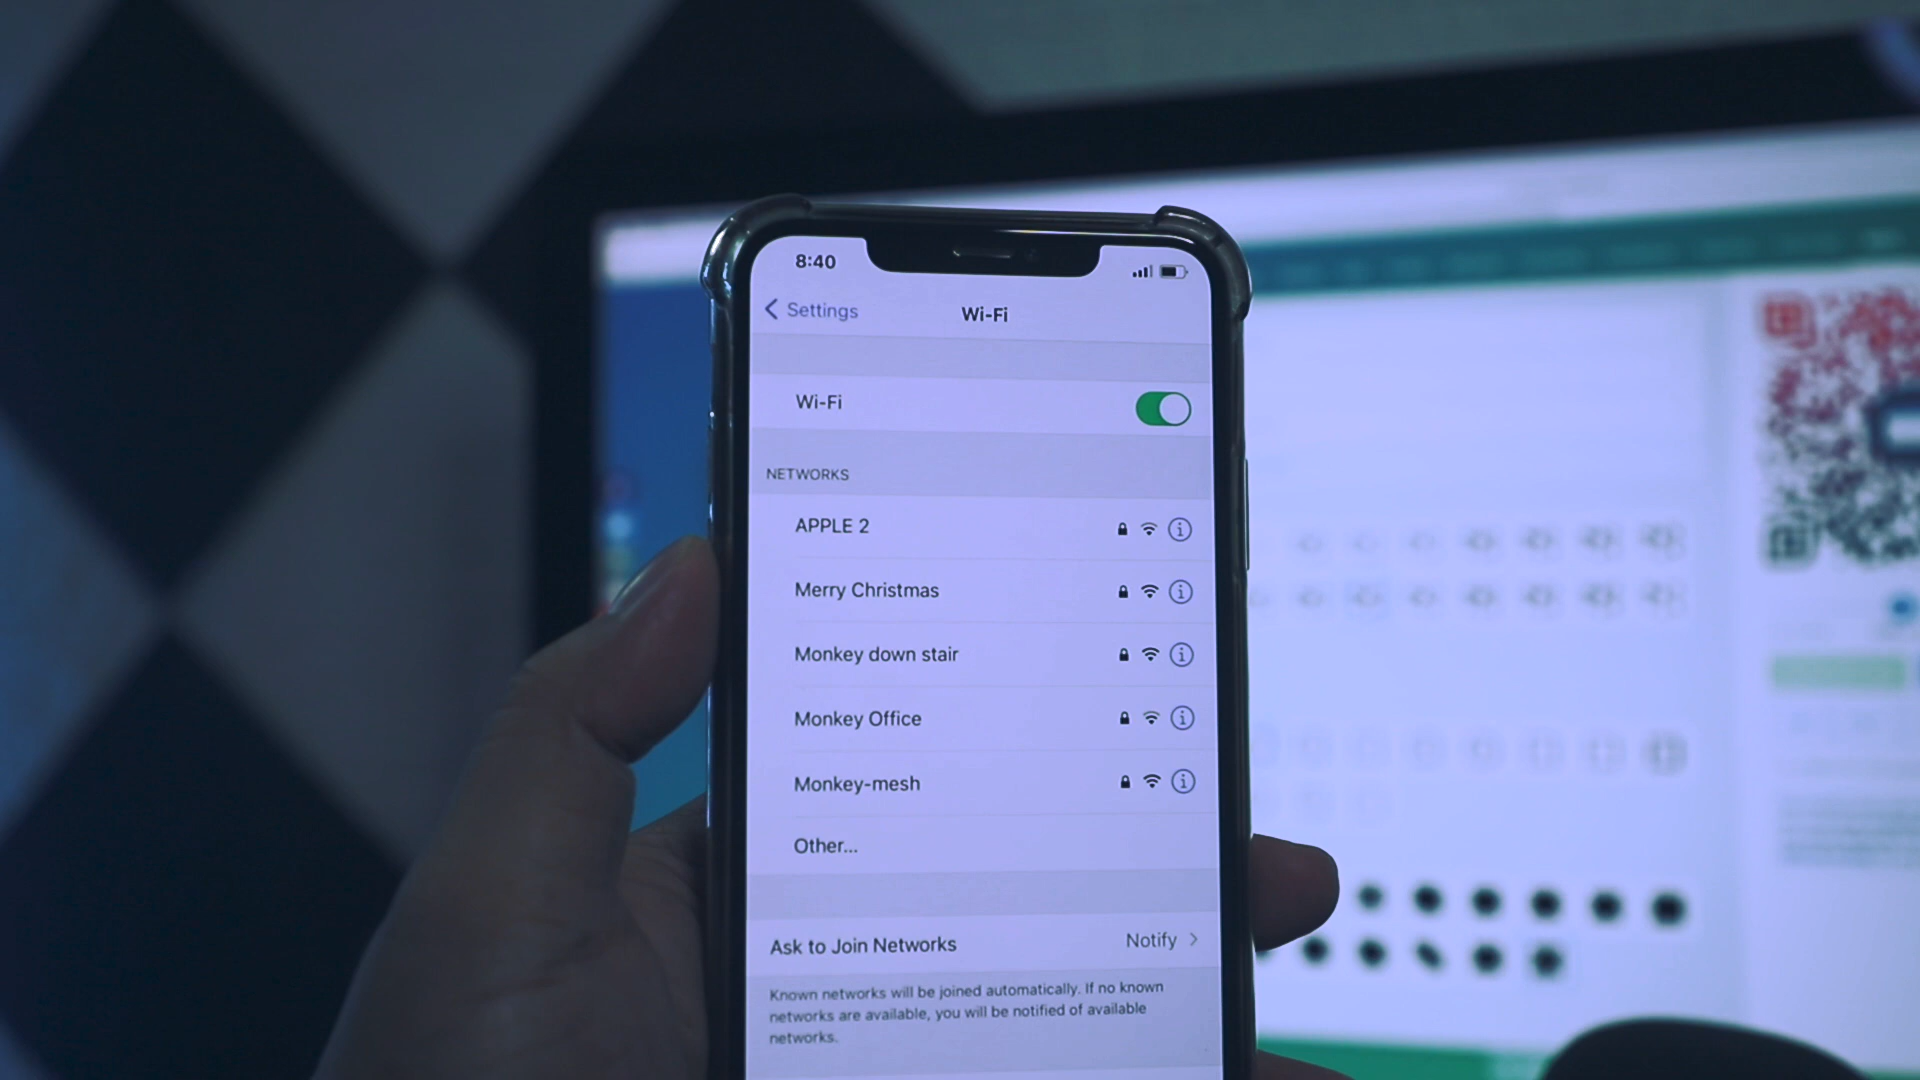 8:40
Settings
Wi-Fi
Wi-Fi
NETWORKS
APPLE 2
Merry Christmas
Monkey down stair
Monkey Office
Monkey-mesh
Other...
Ask to Join Networks Notify
Known networks will be joined automatically. If no known
networks are available, you will be notified of available
networks.